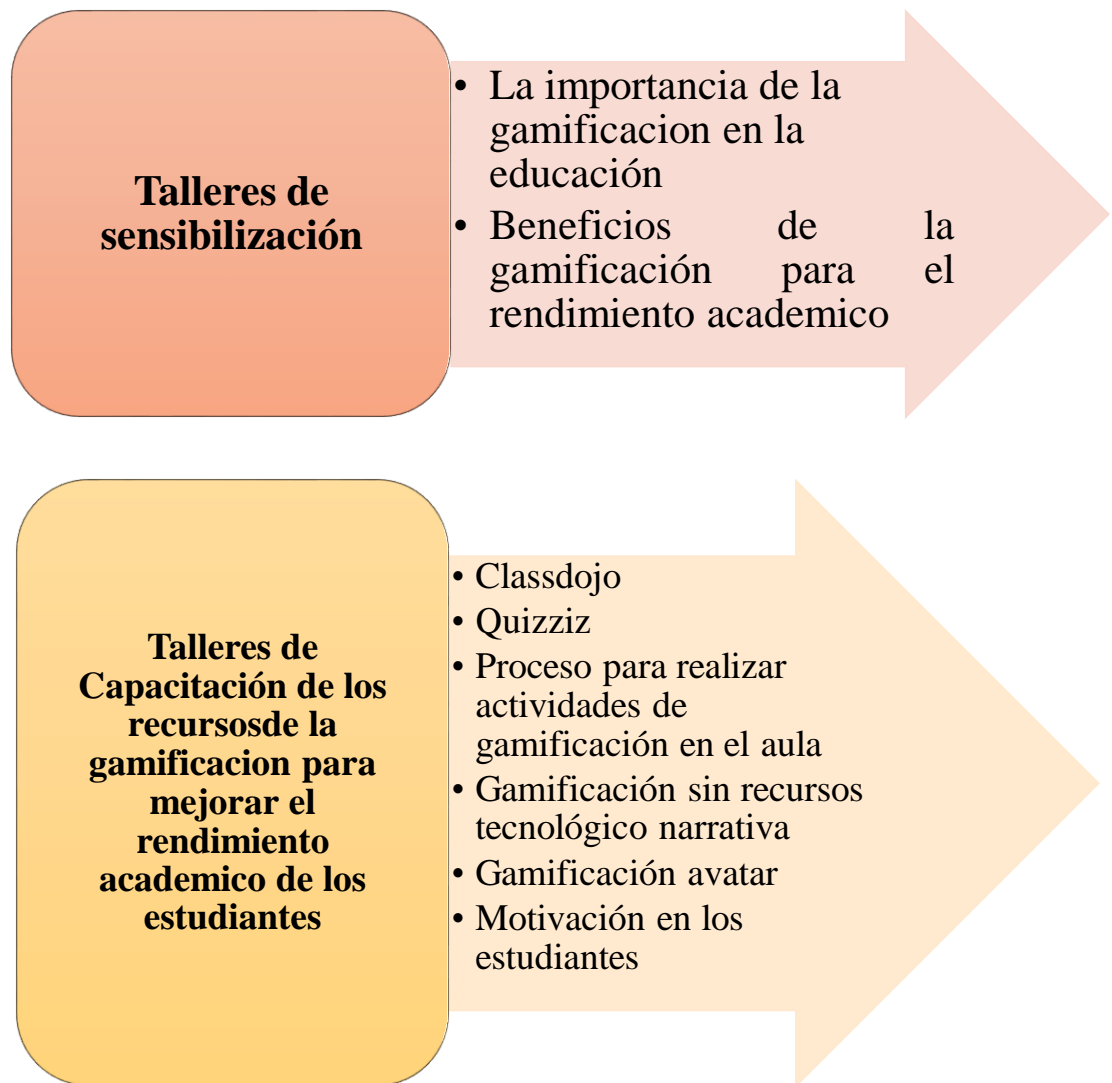 Talleres de
sensibilización
• La importancia de la
gamificacion en la
educación
• Beneficios de la
gamificación para el
rendimiento academico
Talleres de
Capacitación de los
recursosde la
gamificacion para
mejorar el
rendimiento
academico de los
estudiantes
• Classdojo
• Quizziz
• Proceso para realizar
actividades de
gamificación en el aula
• Gamificación sin recursos
tecnológico narrativa
• Gamificación avatar
• Motivación en los
estudiantes